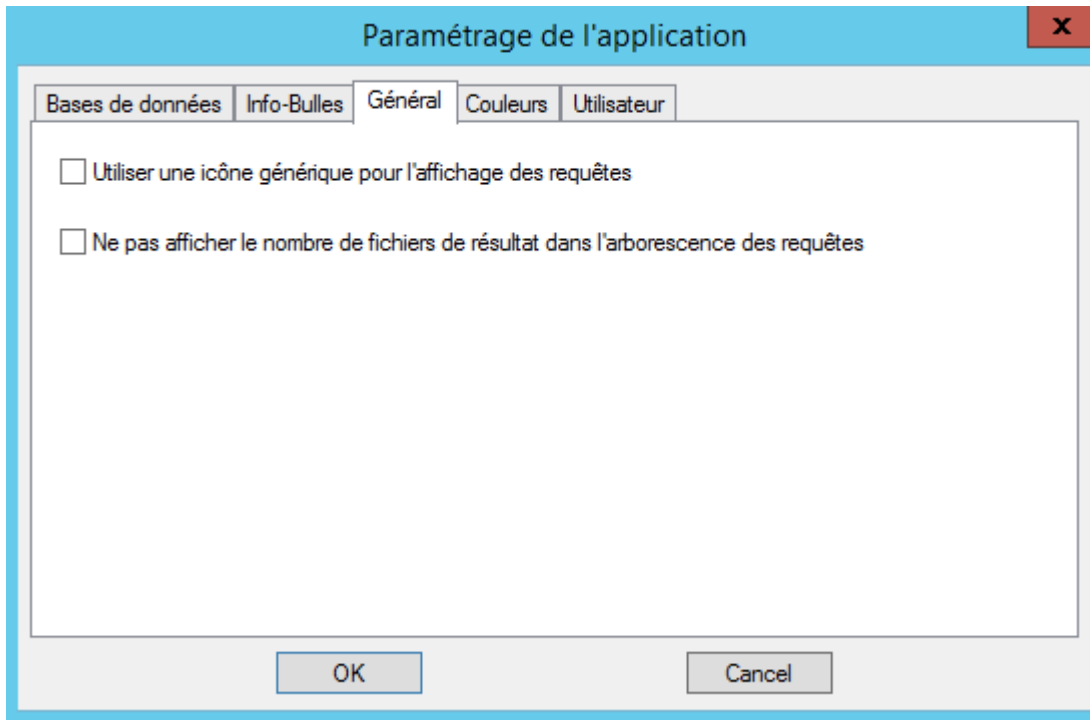 Paramétrage de l'application
x
Bases de données Info-Bulles Général Couleurs Utilisateur
Utiliser une icône générique pour l'affichage des requêtes
Ne pas afficher le nombre de fichiers de résultat dans l'arborescence des requêtes
OK Cancel